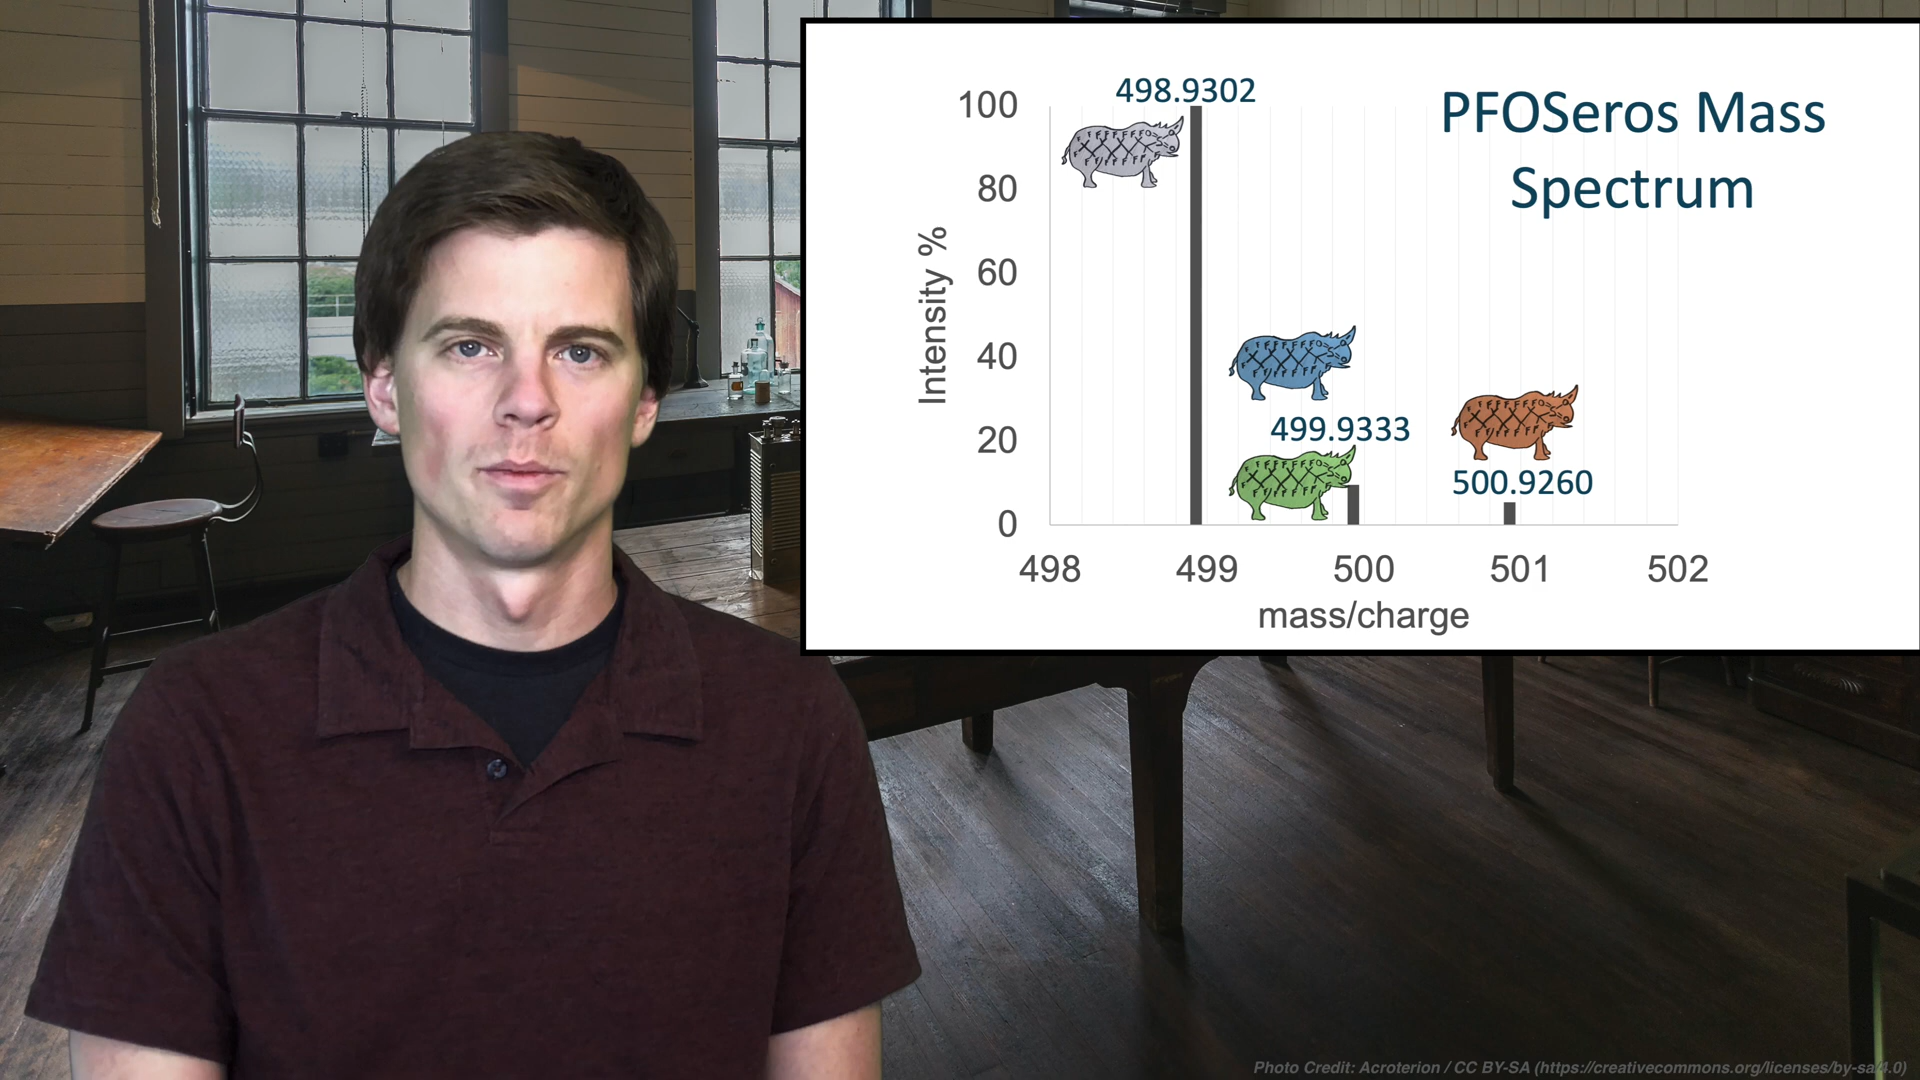 PFOSeros Mass
Spectrum
498.9302
499.9333
500.9260
Intensity %
100
80
60
40
20
0
498 499 500 501 502
mass/charge
Photo Credit: Acroterion / CC BY-SA (https://creativecommons.org/licenses/by-sa/4.0)